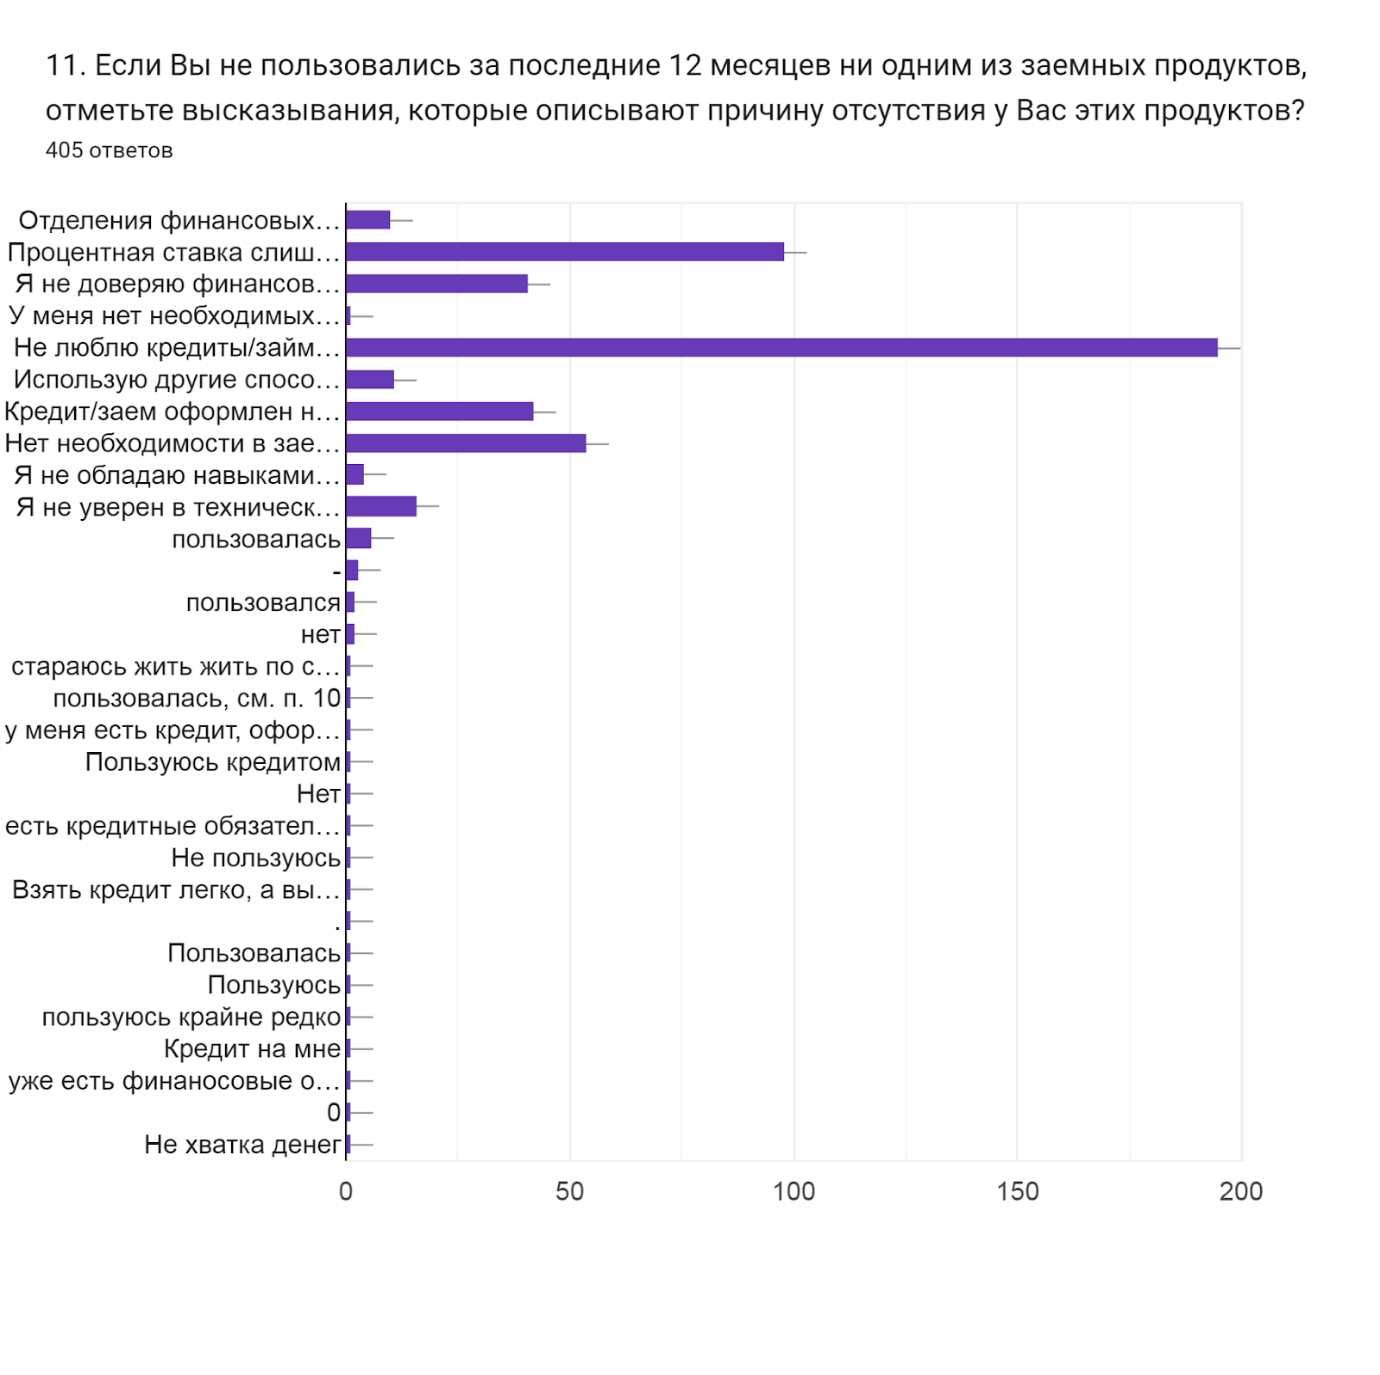 11. Если Вы не пользовались за последние 12 месяцев ни одним из заемных продуктов,
отметьте высказывания, которые описывают причину отсутствия у Вас этих продуктов?
405 ответов
Отделения финансовых…
Процентная ставка слиш…
Я не доверяю финансов…
У меня нет необходимых…
Не люблю кредиты/займ…
Использую другие спосо…
Кредит/заем оформлен н…
Нет необходимости в зае…
Я не обладаю навыками…
Я не уверен в техническ…
пользовалась
-
пользовался
нет
стараюсь жить жить по с…
пользовалась, см. п. 10
у меня есть кредит, офор…
Пользуюсь кредитом
Нет
есть кредитные обязател…
Не пользуюсь
Взять кредит легко, а вы…
.
Пользовалась
Пользуюсь
пользуюсь крайне редко
Кредит на мне
уже есть финаносовые о…
0
Не хватка денег
0 50 100 150 200